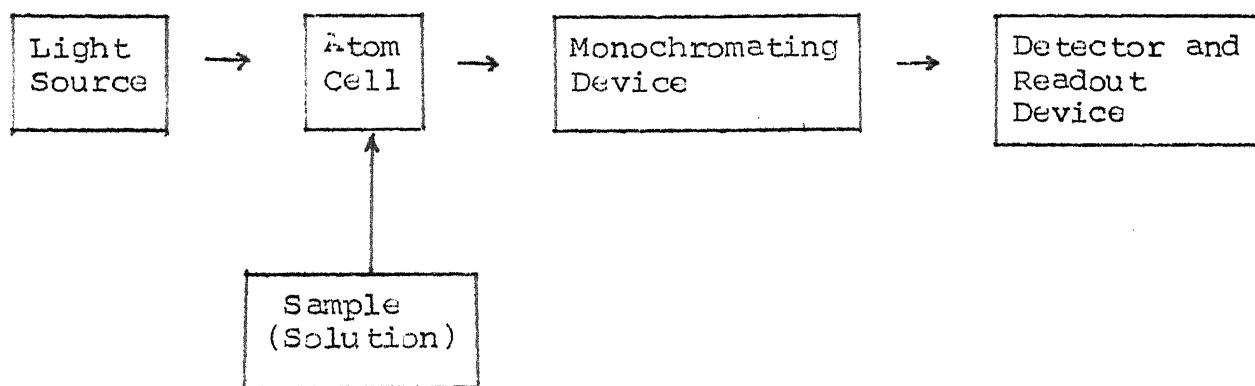 Light
Source
Atom
Cell
Monochromating
Device
Detector and
Readout
Device
Sample
(Solution)